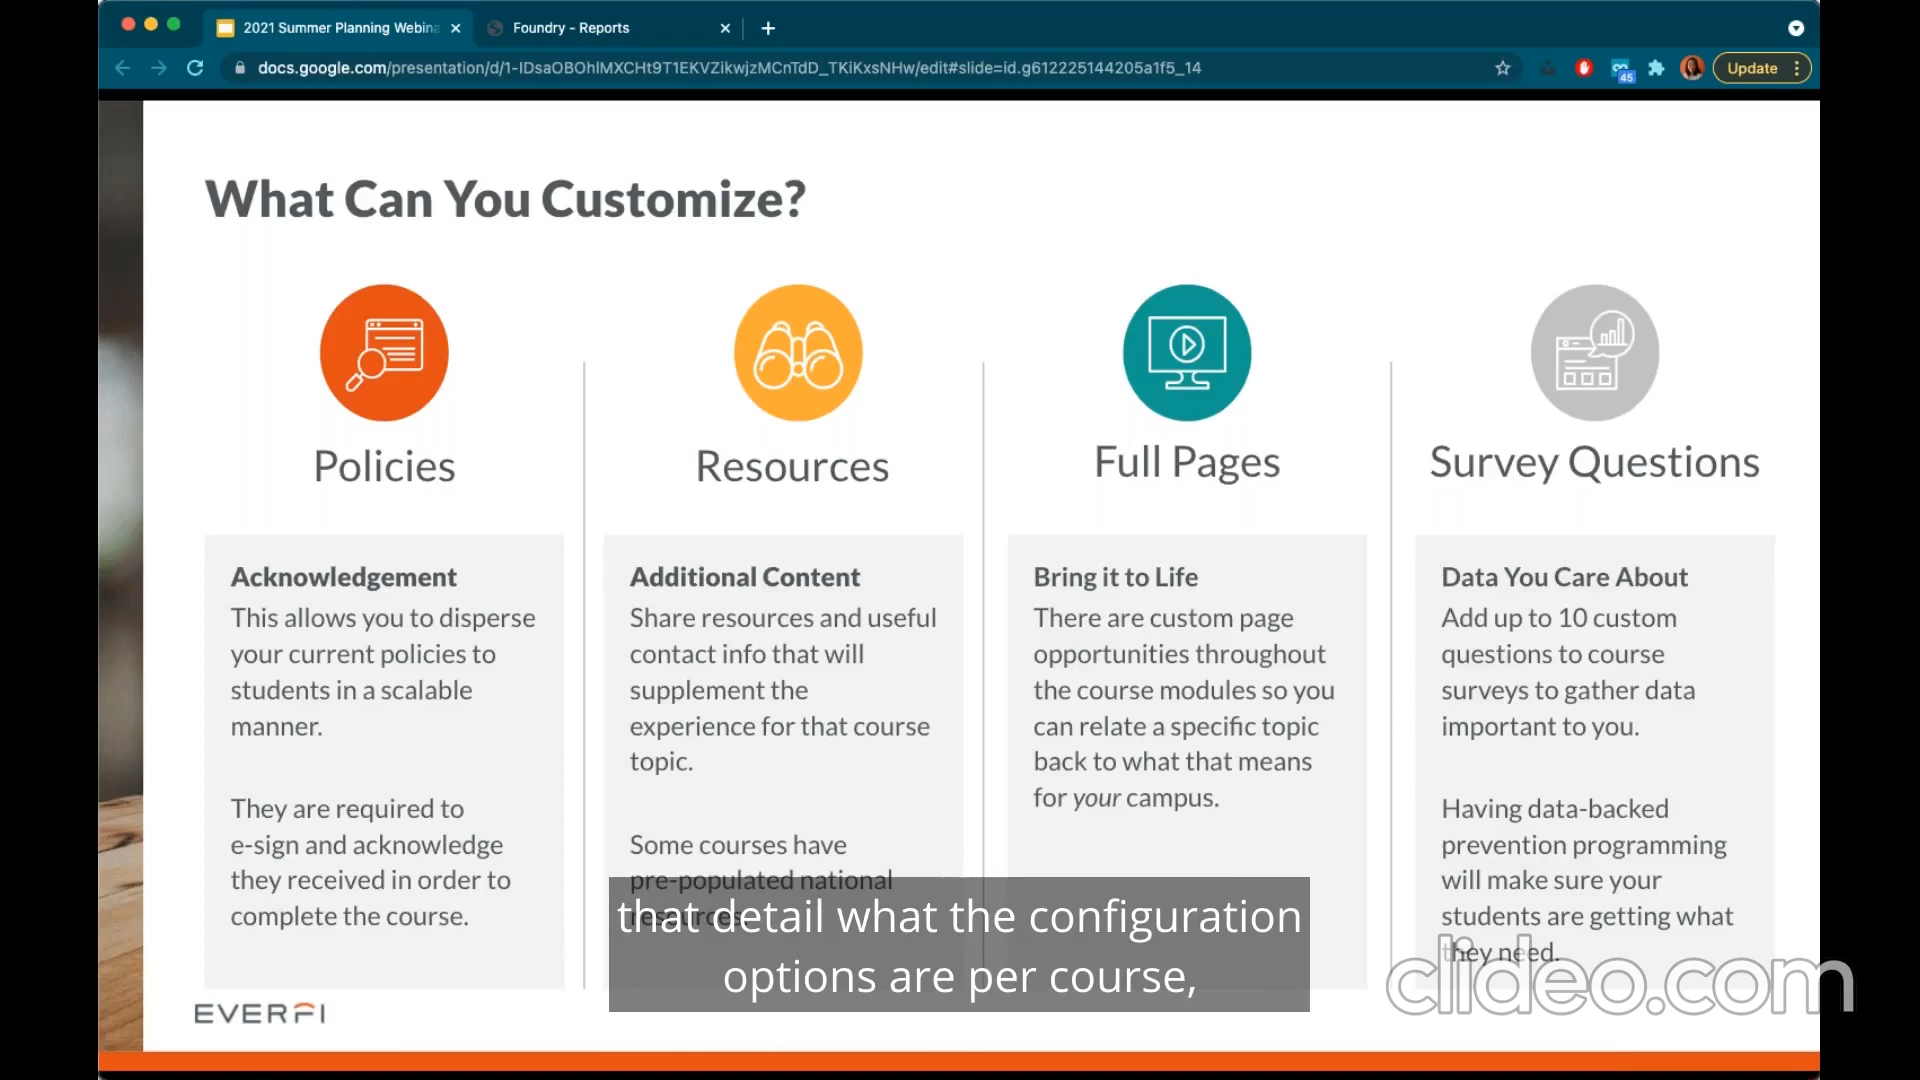 2021 Summer Planning Webina
Foundry - Reports
docs.google.com/presentation/d/1-IDsaOBOhlMXCHt9T1EKVZikwjzMCnTdD_TKiKxsNHw/edit#slide=id.g612225144205a1f5_14
45
Update
What Can You Customize?
Policies
Acknowledgement
This allows you to disperse
your current policies to
students in a scalable
manner.
They are required to
e-sign and acknowledge
they received in order to
complete the course.
Resources
Additional Content
Share resources and useful
contact info that will
supplement the
experience for that course
topic.
Some courses have
pre-populated national
resources.
Full Pages
Bring it to Life
There are custom page
opportunities throughout
the course modules so you
can relate a specific topic
back to what that means
for your campus.
Survey Questions
Data You Care About
Add up to 10 custom
questions to course
surveys to gather data
important to you.
Having data-backed
prevention programming
will make sure your
students are getting what
they need.
that detail what the configuration
options are per course,
EVERFI
clideo.com